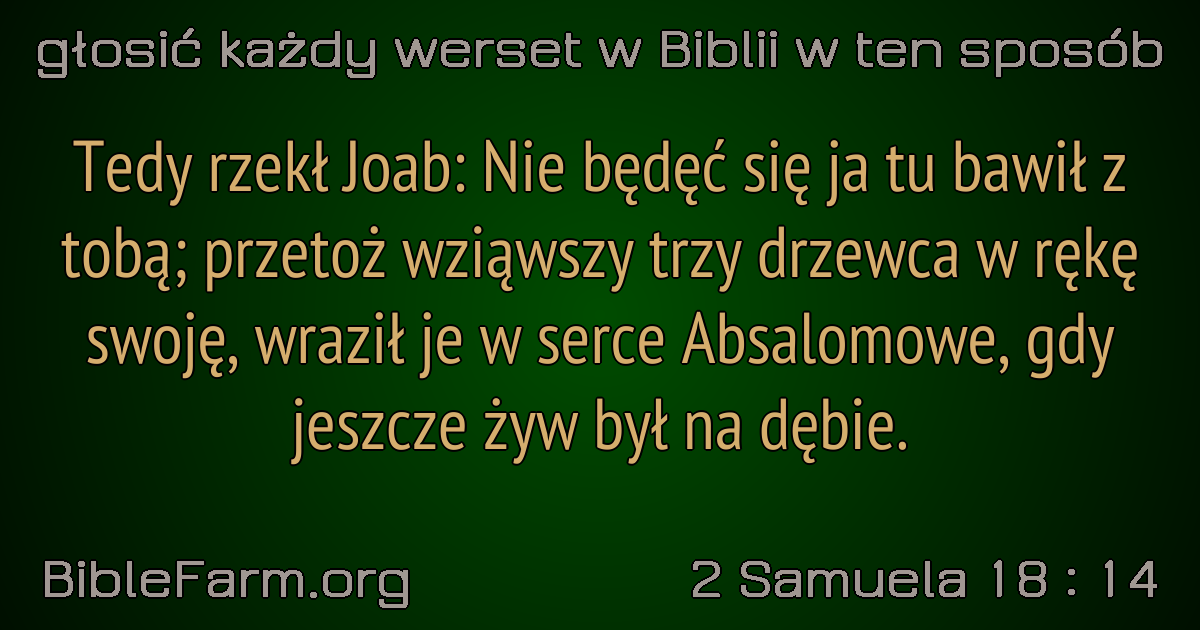 głosić każdy werset w Biblii w ten sposób
Tedy rzekł Joab: Nie będęć się ja tu bawił z
tobą; przetoż wziąwszy trzy drzewca w rękę
swoję, wraził je w serce Absalomowe, gdy
jeszcze żyw był na dębie.
BibleFarm.org
2 Samuela 18 : 14